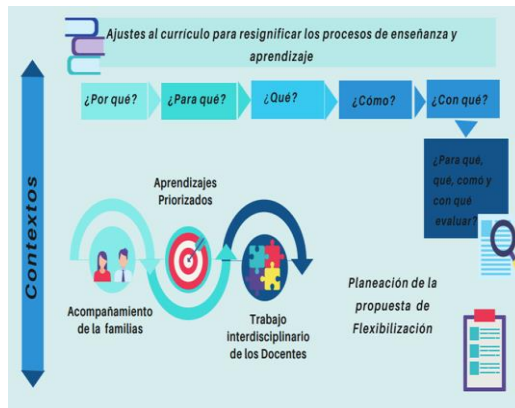 Ajustes al currículo para resignificar los procesos de enseñanza y
aprendizaje
¿Por qué?
¿Para qué?
¿Qué?
¿Cómo?
¿Con qué?
¿Para qué,
qué, como y
con qué
evaluar?
Contextos
Aprendizajes
Priorizados
Acompañamiento
de la familias
Trabajo
interdisciplinario
de los Docentes
Planeación de la
propuesta de
Flexibilización